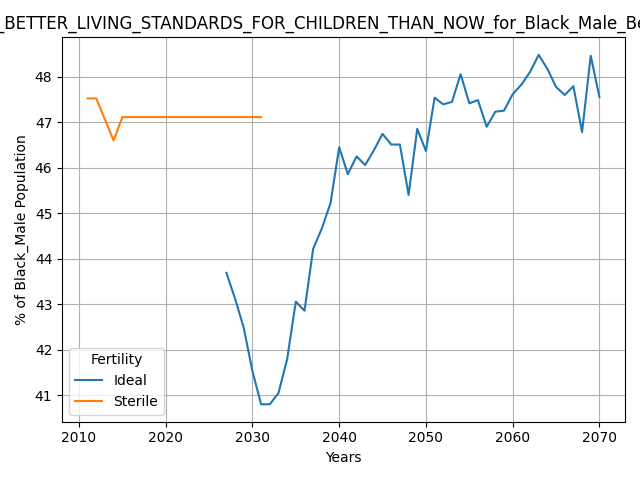 _BETTER_LIVING_STANDARDS_FOR_CHILDREN_THAN_NOW_for_Black_Male_Be
% of Black_Male Population
48
47
46
45
44
43
42
41
Fertility
Ideal
Sterile
2010 2020 2030 2040 2050 2060 2070
Years